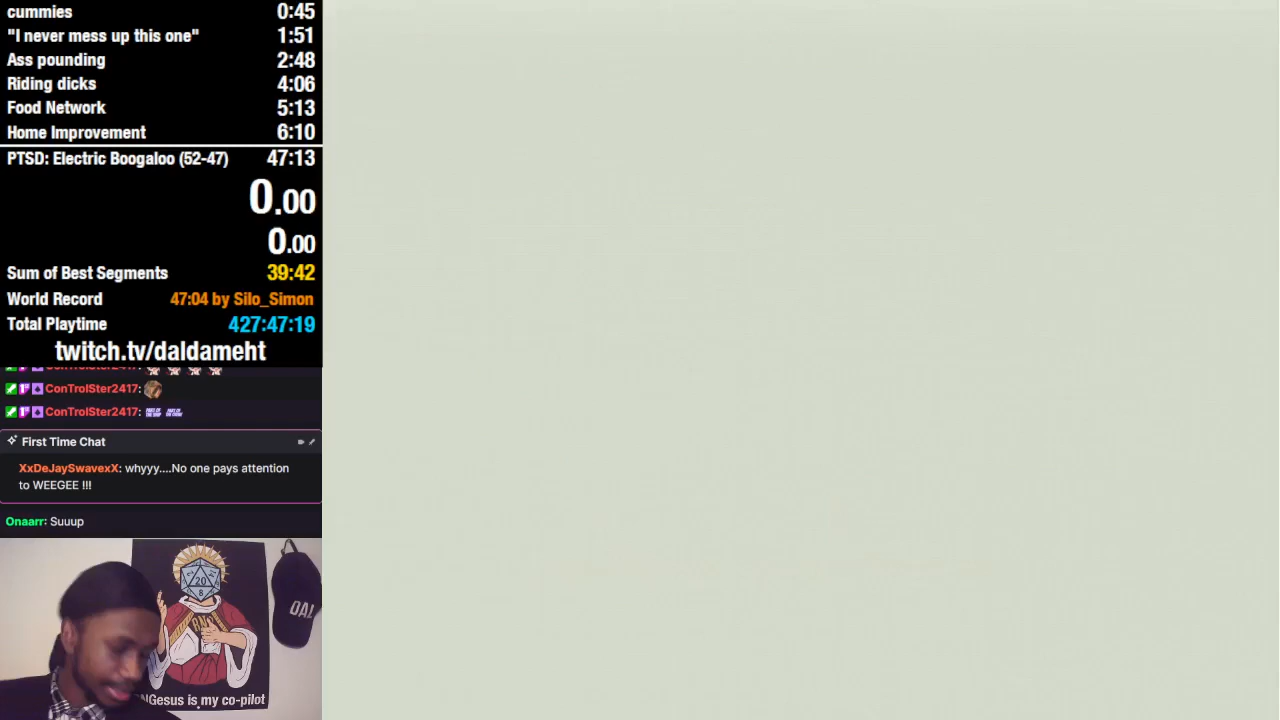 cummies 0:45
"I never mess up this one" 1:51
Ass pounding 2:48
Riding dicks 4:06
Food Network 5:13
Home Improvement 6:10
PTSD: Electric Boogaloo (52-47) 47:13
0.00
0.00
Sum of Best Segments 39:42
World Record 47:04 by Silo_Simon
Total Playtime 427:47:19
twitch.tv/daldameht
ConTrolSter2417:
ConTrolSter2417:
ConTrolSter2417:
First Time Chat
XxDeJaySwavexX: whyyy....No one pays attention
to WEEGEE !!!
Onaarr: Suuup
20
8
DAL
NGesus is my co-pilot